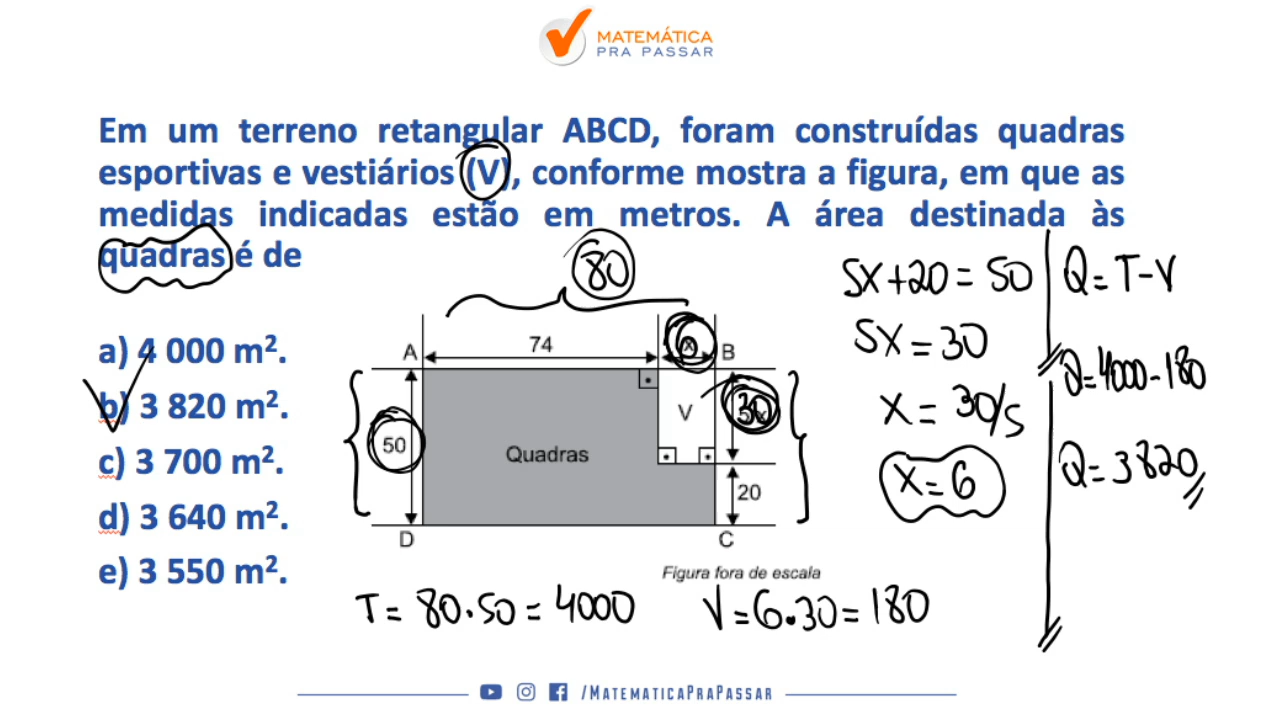 MATEMÁTICA
PRA PASSAR
Em um terreno retangular ABCD, foram construídas quadras
esportivas e vestiários (V), conforme mostra a figura, em que as
medidas indicadas estão em metros. A área destinada às
quadras é de
a) 4 000 m².
b) 3 820 m².
c) 3 700 m².
d) 3 640 m².
e) 3 550 m².
80
A
74
B
50
Quadras
V
30
20
D
C
Figura fora de escala
5x+20=50
5x=30
x=30/5
x=6
Q=T-V
Q=4000-180
Q=3820
T=80.50=4000
V=6.30=180
/MATEMATICAPRAPASSAR